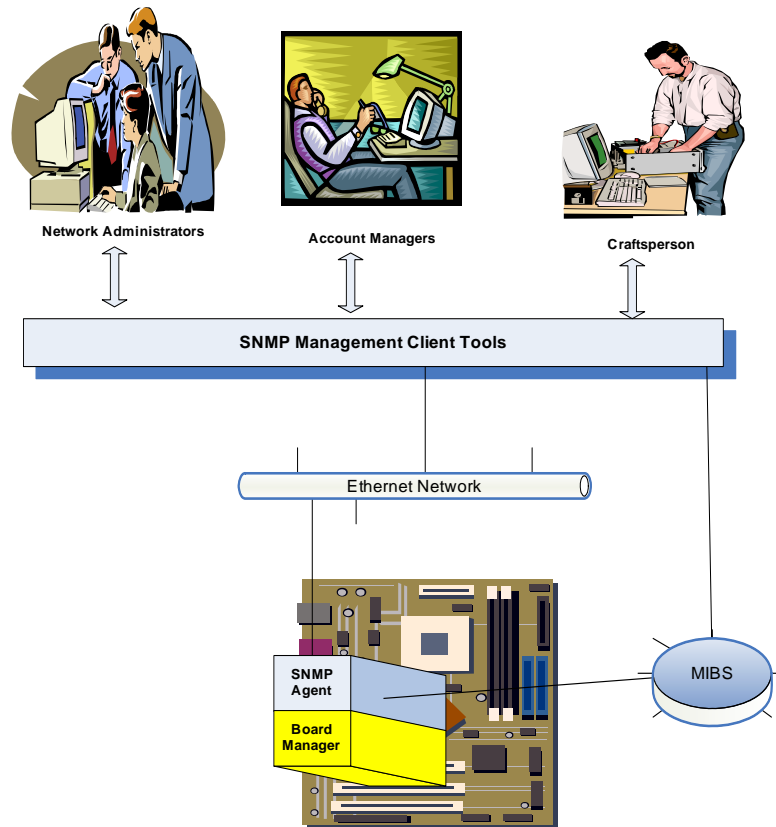 Network Administrators
Account Managers
Craftsperson
SNMP Management Client Tools
Ethernet Network
SNMP
Agent
Board
Manager
MIBS